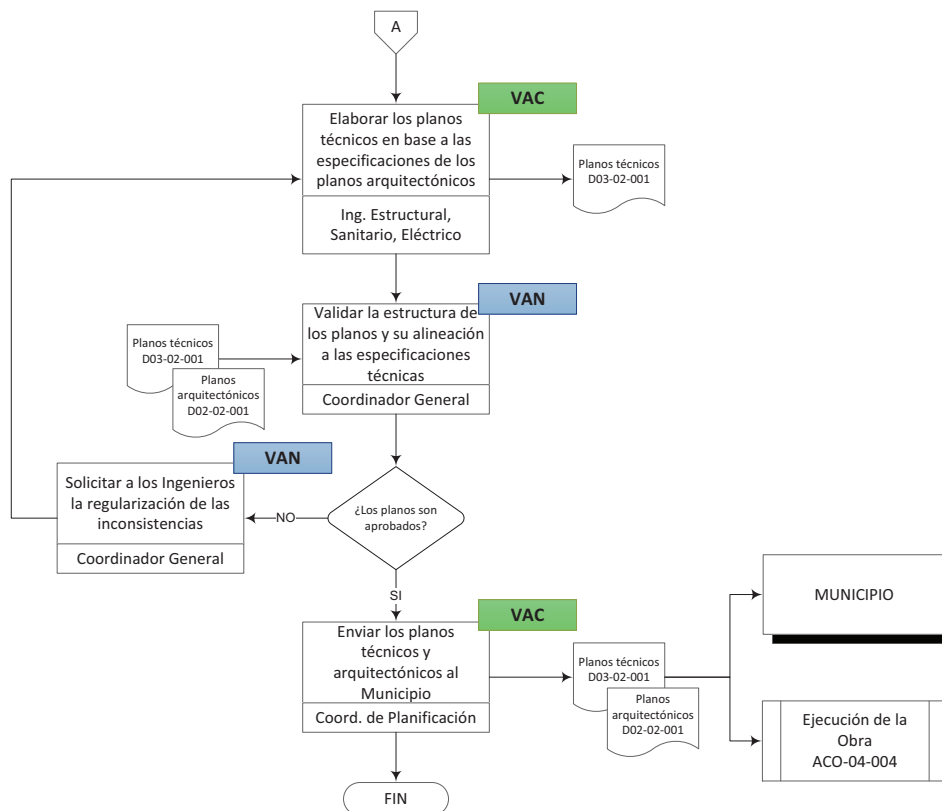 A
VAC
Elaborar los planos
técnicos en base a las
especificaciones de los
planos arquitectónicos
Ing. Estructural,
Sanitario, Eléctrico
Planos técnicos
D03-02-001
VAN
Validar la estructura de
los planos y su alineación
a las especificaciones
técnicas
Coordinador General
Planos técnicos
D03-02-001
Planos
arquitectónicos
D02-02-001
VAN
Solicitar a los Ingenieros
la regularización de las
inconsistencias
Coordinador General
NO
¿Los planos son
aprobados?
SI
VAC
Enviar los planos
técnicos y
arquitectónicos al
Municipio
Coord. de Planificación
Planos técnicos
D03-02-001
Planos
arquitectónicos
D02-02-001
MUNICIPIO
Ejecución de la
Obra
ACO-04-004
FIN